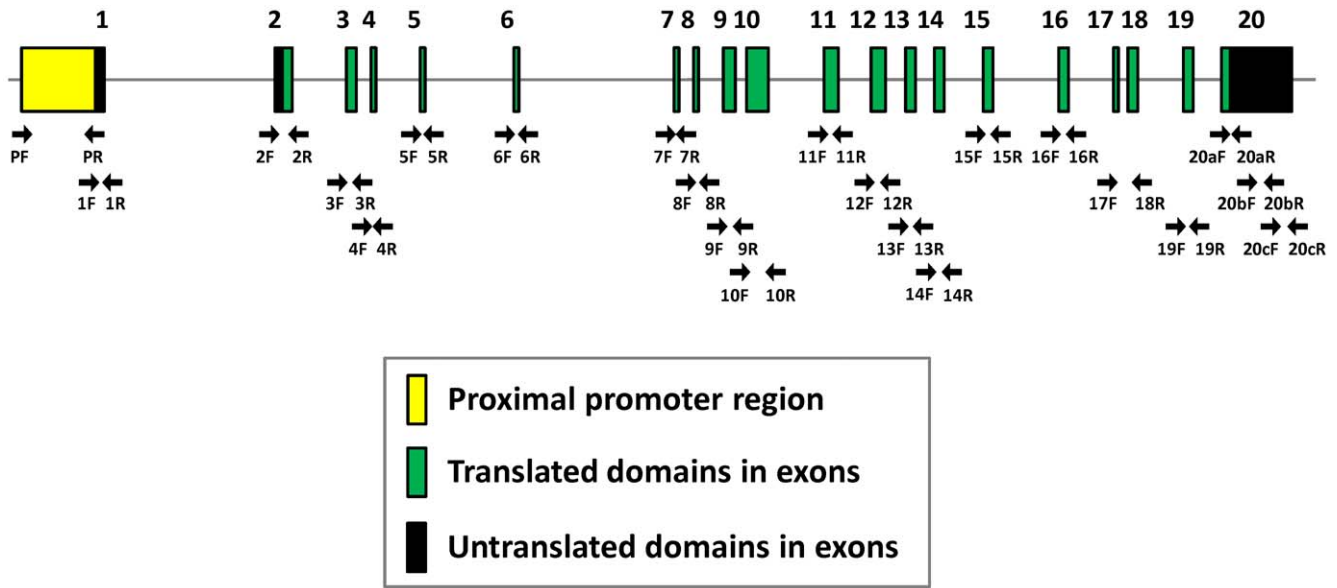 1 2 3 4 5 6 7 8 9 10 11 12 13 14 15 16 17 18 19 20
PF PR 2F 2R 5F 5R 6F 6R 7F 7R 11F 11R 15F 15R 16F 16R 20aF 20aR
1F 1R 3F 3R 8F 8R 12F 12R 17F 18R 20bF 20bR
4F 4R 9F 9R 13F 13R 19F 19R 20cF 20cR
10F 10R 14F 14R
Proximal promoter region
Translated domains in exons
Untranslated domains in exons